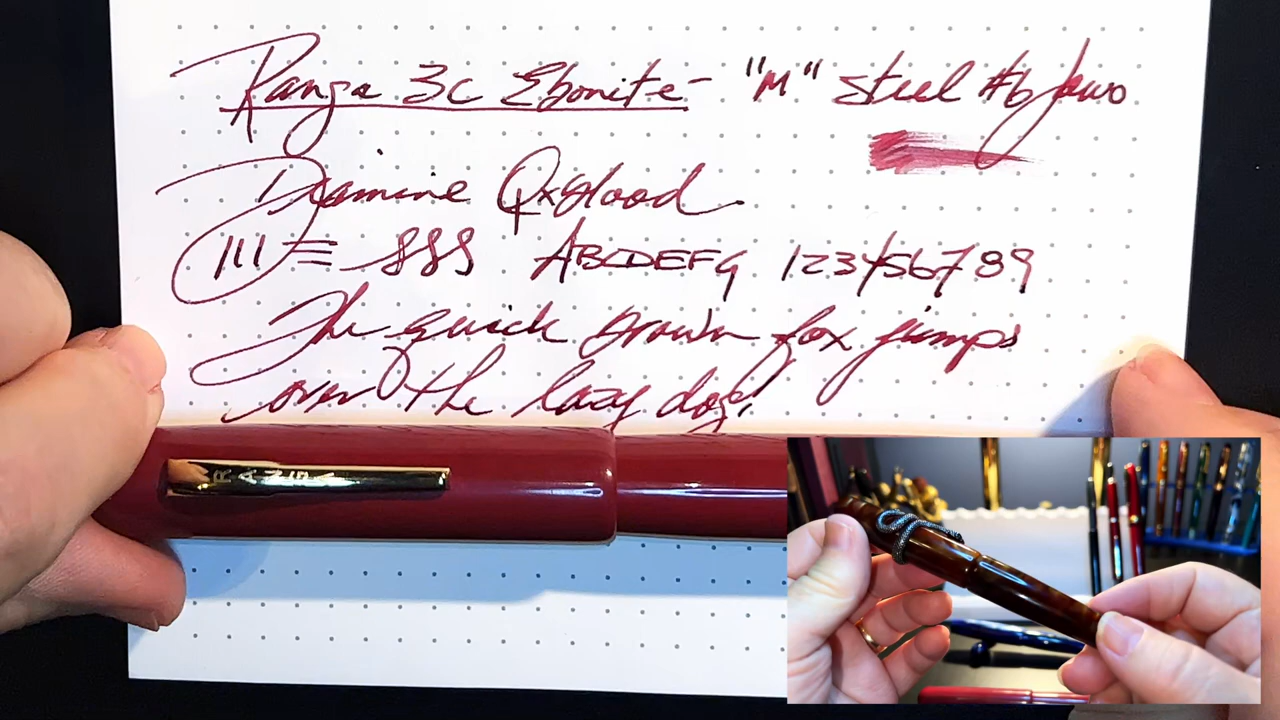 Ranga 3C Ebonite - "M" Steel #6 Jowo
Diamine Oxblood.
111 ≡ 888 ABCDEFG 123456789
The quick brown fox jumps
over the lazy dog!
RANGA